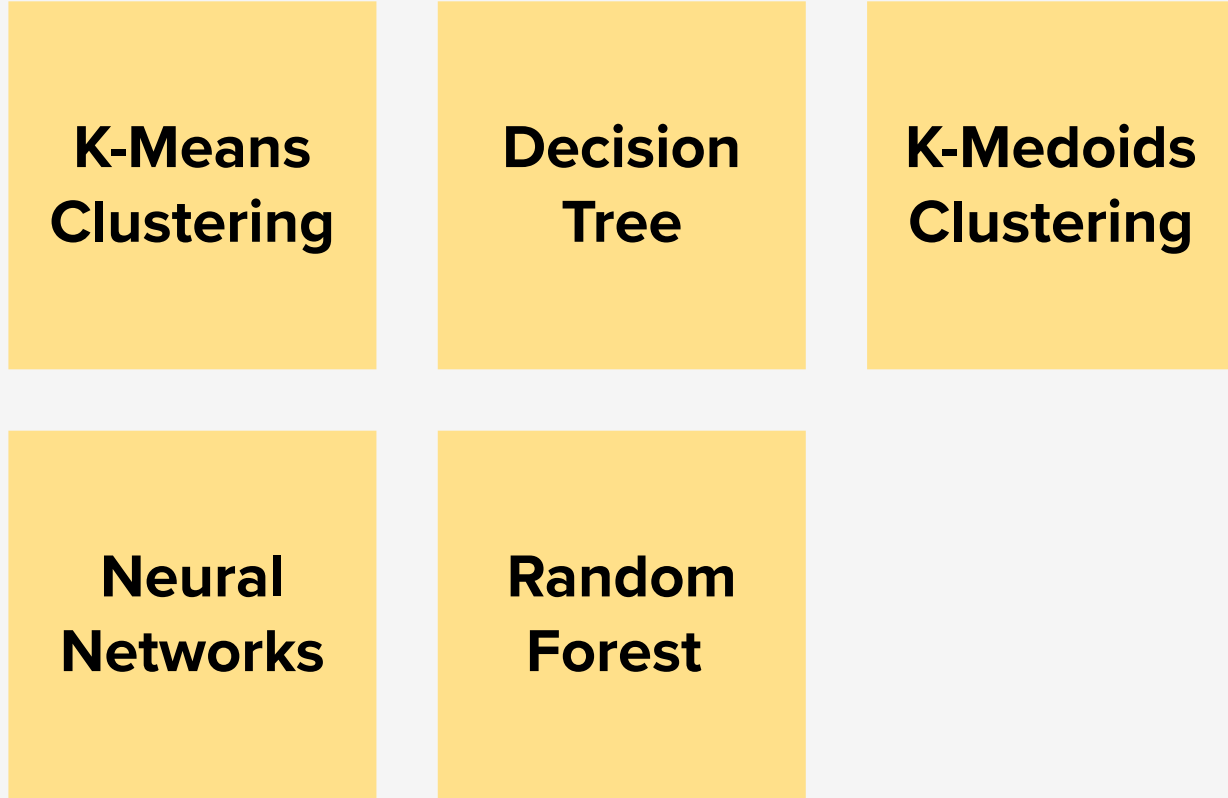 K-Means
Clustering
Decision
Tree
K-Medoids
Clustering
Neural
Networks
Random
Forest